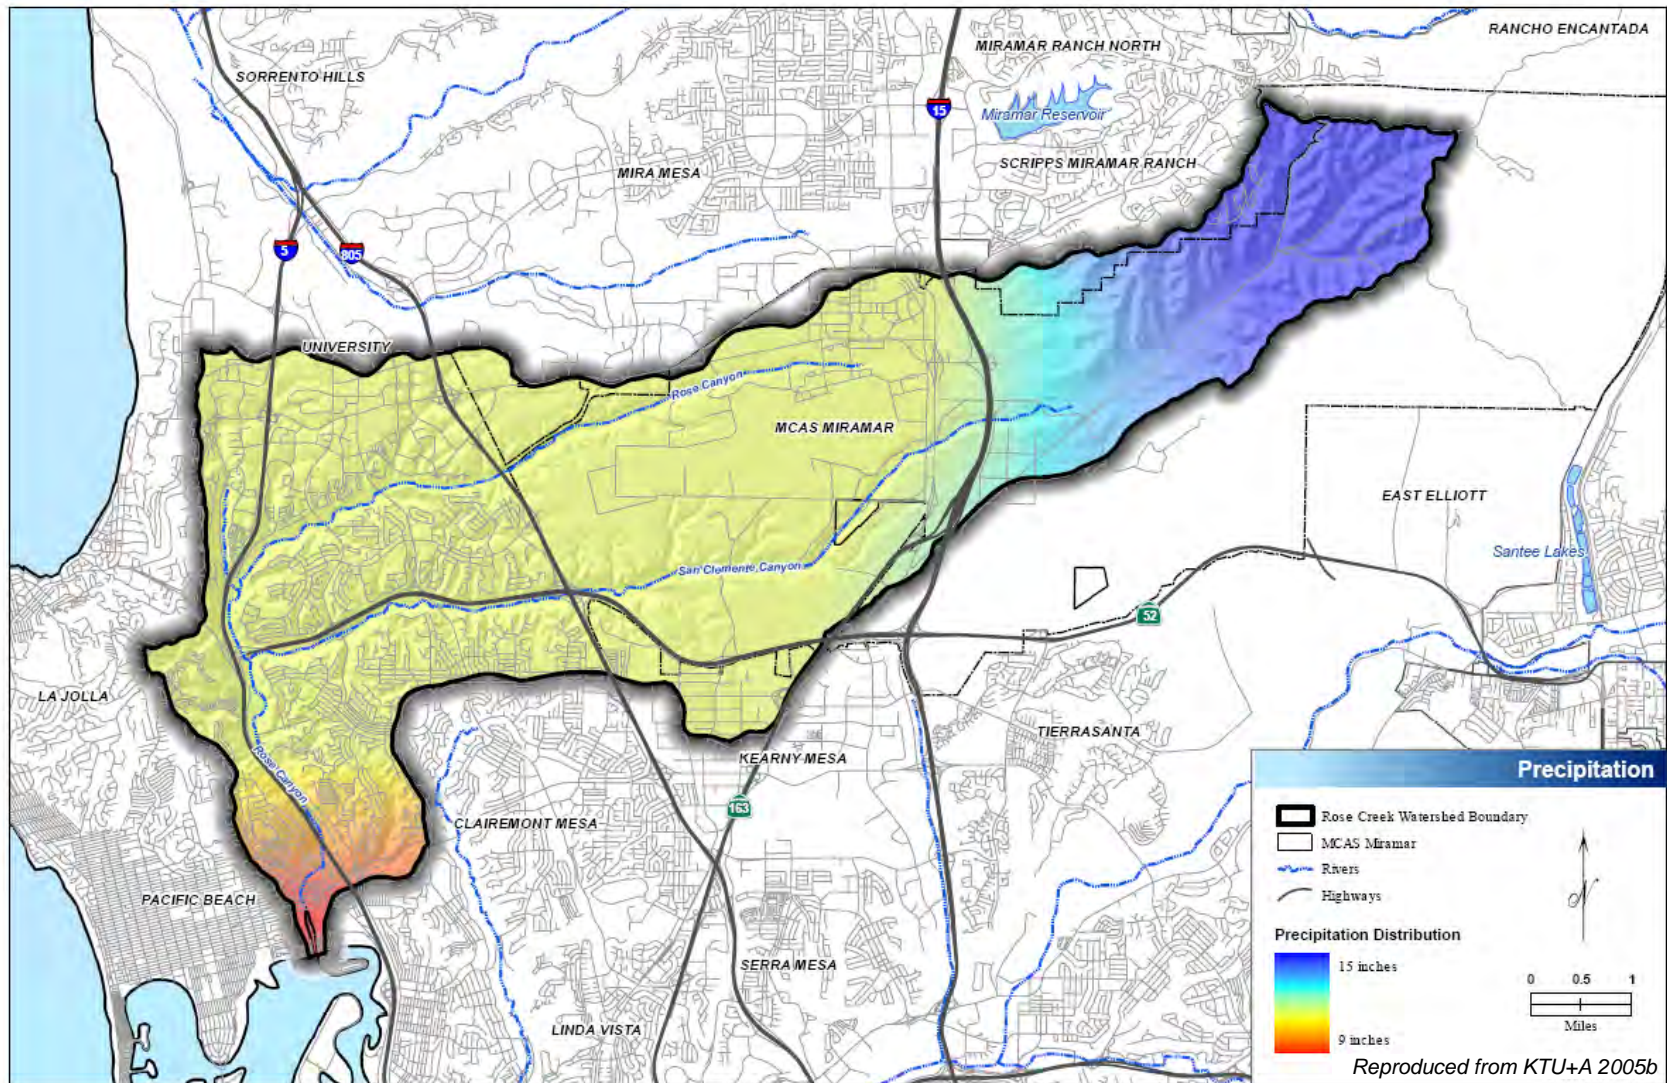 RANCHO ENCANTADA
MIRAMAR RANCH NORTH
SORRENTO HILLS
15
Miramar Reservoir
SCRIPPS MIRAMAR RANCH
MIRA MESA
5
805
UNIVERSITY
Rose Canyon
MCAS MIRAMAR
EAST ELLIOTT
Santee Lakes
San Clemente Canyon
52
LA JOLLA
TIERRASANTA
Rose Canyon
KEARNY MESA
163
CLAIREMONT MESA
PACIFIC BEACH
SERRA MESA
LINDA VISTA
Precipitation
Rose Creek Watershed Boundary
MCAS Miramar
Rivers
Highways
Precipitation Distribution
15 inches
9 inches
0 0.5 1
Miles
Reproduced from KTU+A 2005b